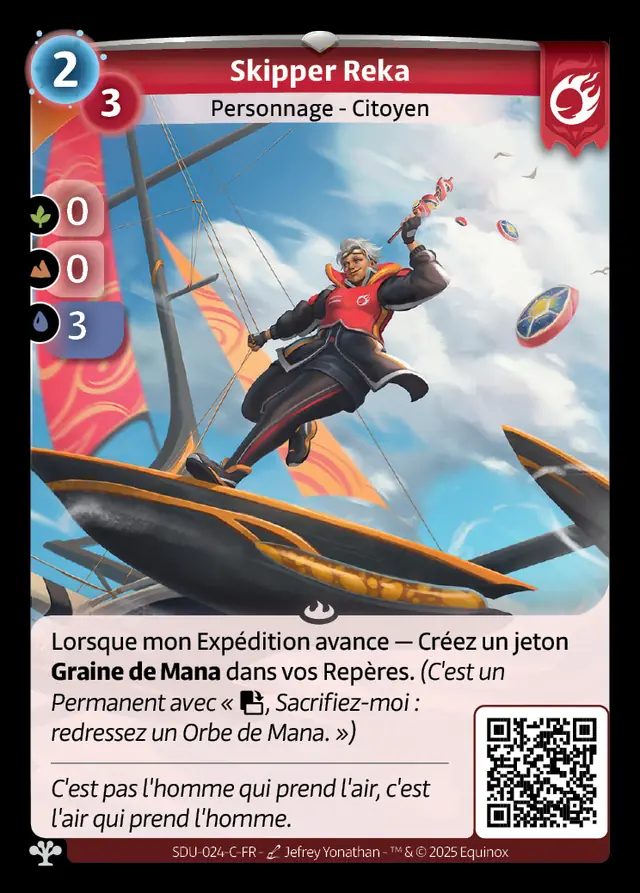 2
Skipper Reka
3
Personnage - Citoyen
0
0
3
Lorsque mon Expédition avance — Créez un jeton
Graine de Mana dans vos Repères. (C'est un
Permanent avec « , Sacrifiez-moi :
redressez un Orbe de Mana. »)
C'est pas l'homme qui prend l'air, c'est
l'air qui prend l'homme.
SDU-024-C-FR - Jefrey Yonathan - ™ & © 2025 Equinox